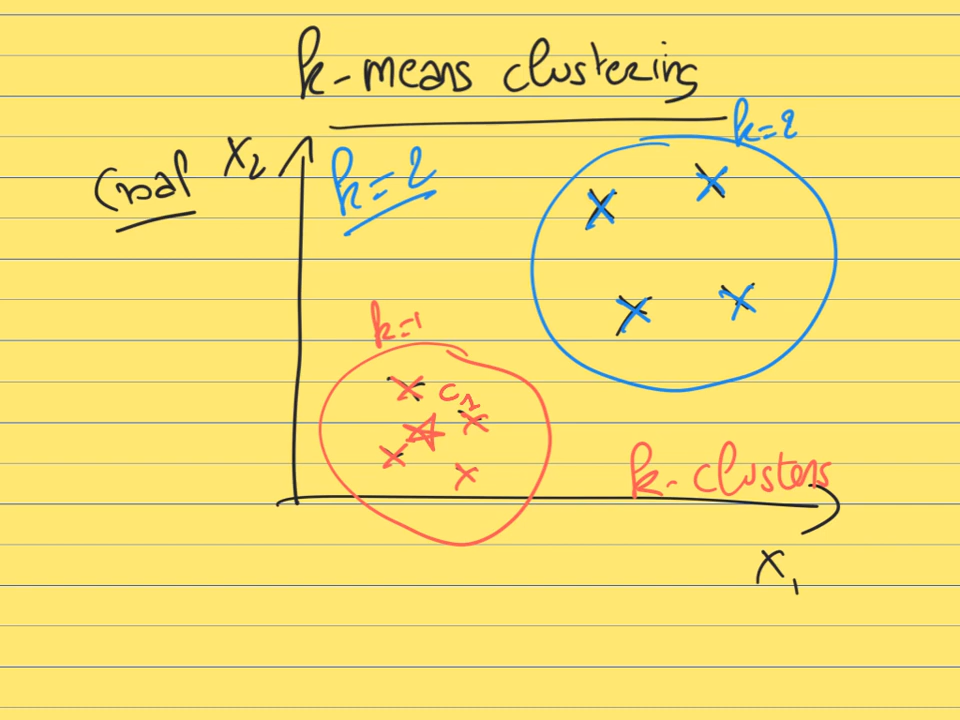 k-means clustering
k=2
Goal
x2
k=2
k=1
k-clusters
x1